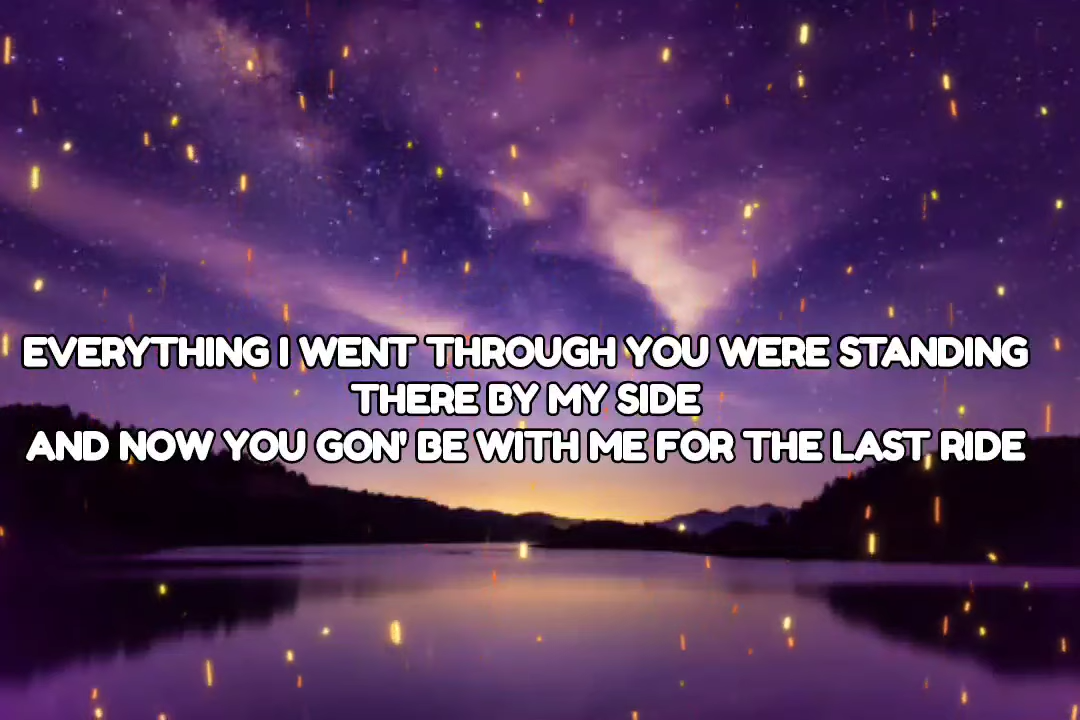 EVERYTHING I WENT THROUGH YOU WERE STANDING
THERE BY MY SIDE
AND NOW YOU GON' BE WITH ME FOR THE LAST RIDE